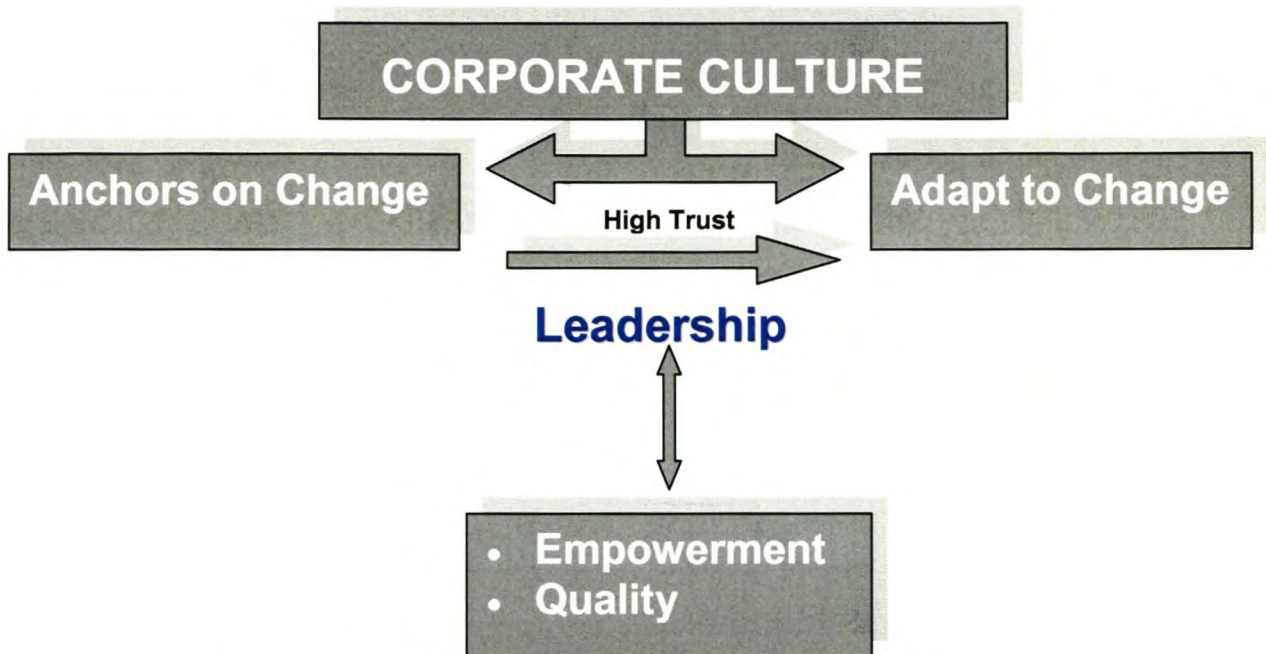 CORPORATE CULTURE
Anchors on Change
Adapt to Change
High Trust
Leadership
• Empowerment
• Quality